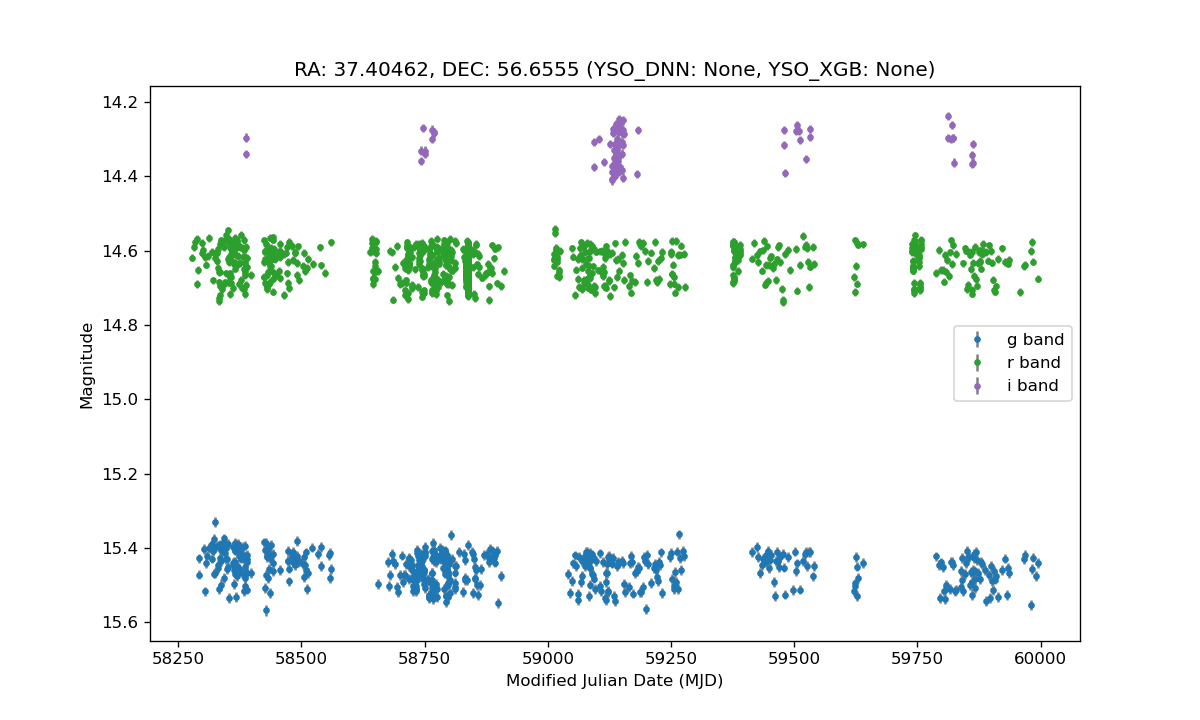 RA: 37.40462, DEC: 56.6555 (YSO_DNN: None, YSO_XGB: None)
14.2
14.4
14.6
14.8
15.0
15.2
15.4
15.6
Magnitude
g band
r band
i band
58250 58500 58750 59000 59250 59500 59750 60000
Modified Julian Date (MJD)